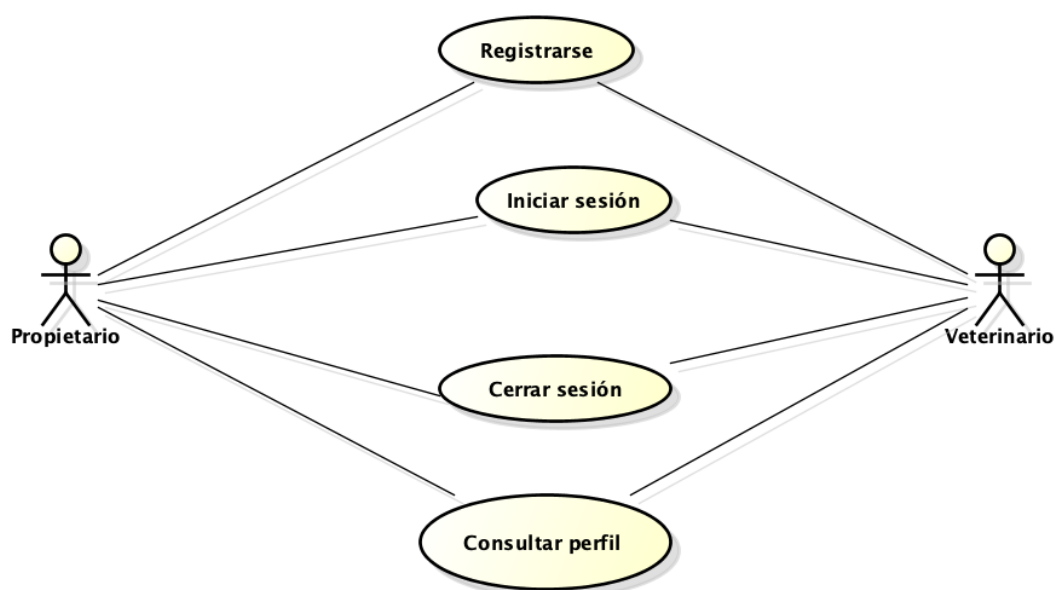 Registrarse
Iniciar sesión
Propietario
Veterinario
Cerrar sesión
Consultar perfil